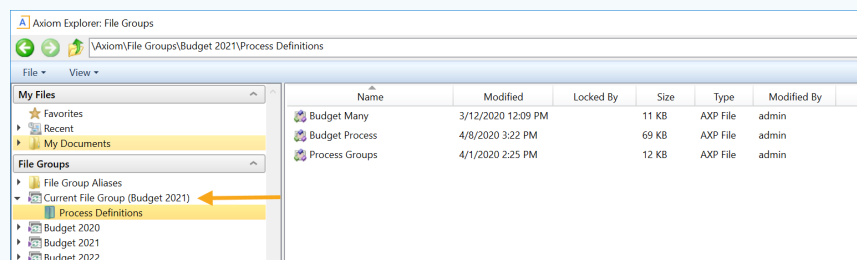 Axiom Explorer: File Groups
\Axiom\File Groups\Budget 2021\Process Definitions
File View
My Files
Favorites
Recent
My Documents
File Groups
File Group Aliases
Current File Group (Budget 2021)
Process Definitions
Budget 2020
Budget 2021
Budget 2022
Name Modified Locked By Size Type Modified By
Budget Many 3/12/2020 12:09 PM 11 KB AXP File admin
Budget Process 4/8/2020 3:22 PM 69 KB AXP File admin
Process Groups 4/1/2020 2:25 PM 12 KB AXP File admin